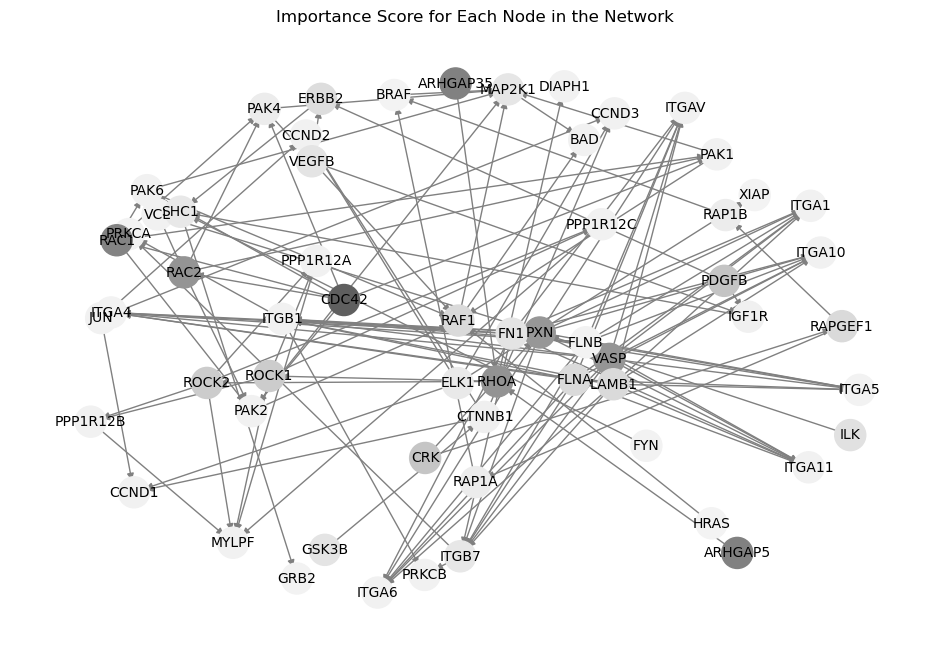 Importance Score for Each Node in the Network
ARHGAP35
MAP2K1
DIAPH1
BRAF
ERBB2
PAK4
CCND3
ITGAV
CCND2
BAD
VEGFB
PAK1
PAK6
XIAP
SHC1
VCL
RAP1B
ITGA1
PPP1R12C
PRKCA
RAC1
ITGA10
PPP1R12A
RAC2
PDGFB
CDC42
ITGA4
JUN
ITGB1
RAF1
IGF1R
RAPGEF1
FN1
PXN
FLNB
VASP
ROCK2
ROCK1
ELK1
RHOA
FLNA
LAMB1
ITGA5
PAK2
CTNNB1
PPP1R12B
ILK
FYN
CRK
ITGA11
RAP1A
CCND1
HRAS
MYLPF
GSK3B
ITGB7
ARHGAP5
GRB2
PRKCB
ITGA6